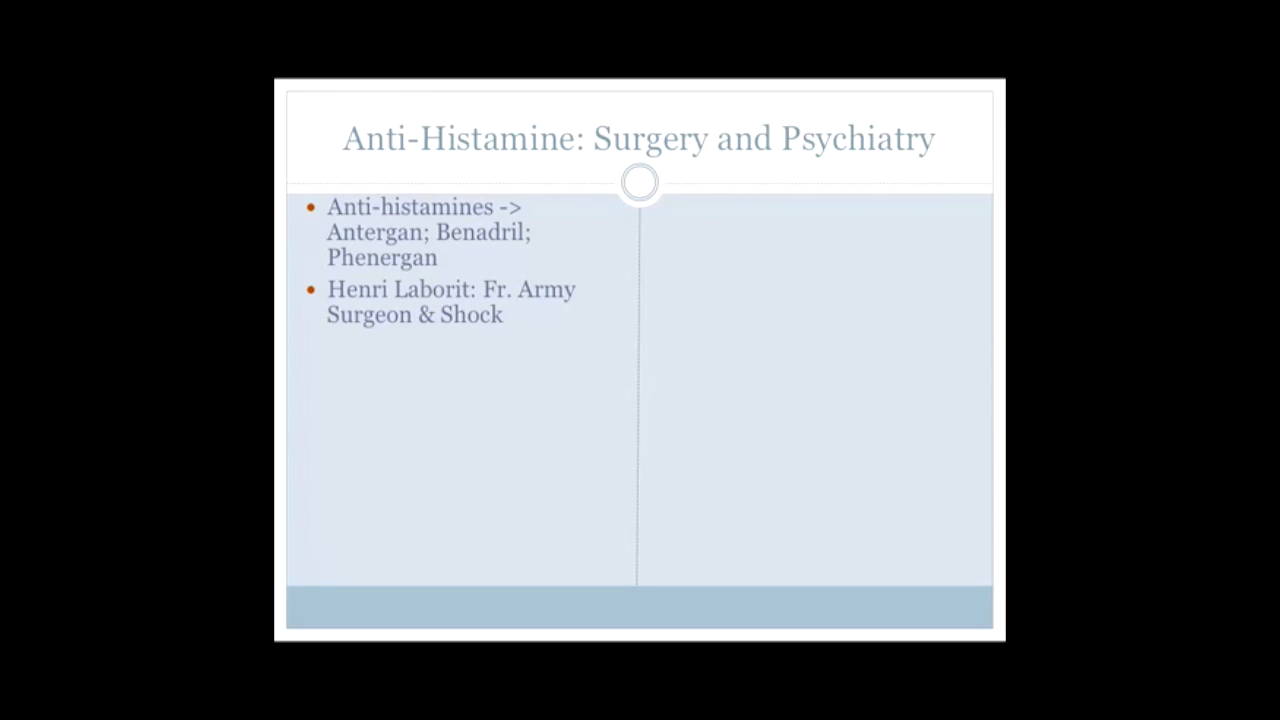 Anti-Histamine: Surgery and Psychiatry
• Anti-histamines ->
Antergan; Benadril;
Phenergan
• Henri Laborit: Fr. Army
Surgeon & Shock